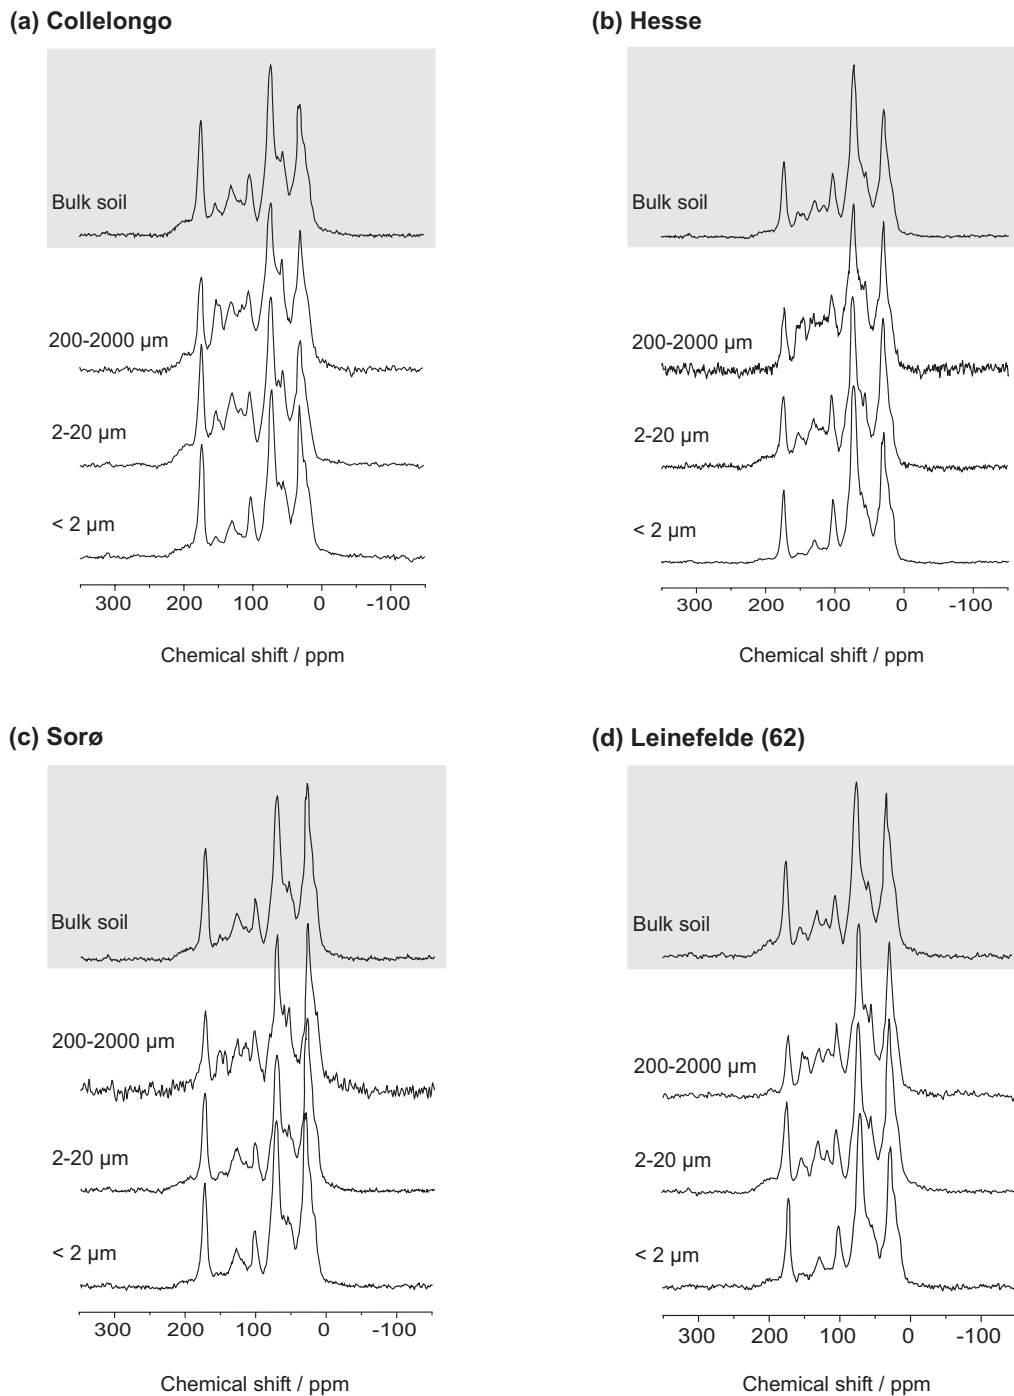 (a) Collelongo
Bulk soil
200-2000 µm
2-20 µm
< 2 µm
300 200 100 0 -100
Chemical shift / ppm
(b) Hesse
Bulk soil
200-2000 µm
2-20 µm
< 2 µm
300 200 100 0 -100
Chemical shift / ppm
(c) Sorø
Bulk soil
200-2000 µm
2-20 µm
< 2 µm
300 200 100 0 -100
Chemical shift / ppm
(d) Leinefelde (62)
Bulk soil
200-2000 µm
2-20 µm
< 2 µm
300 200 100 0 -100
Chemical shift / ppm